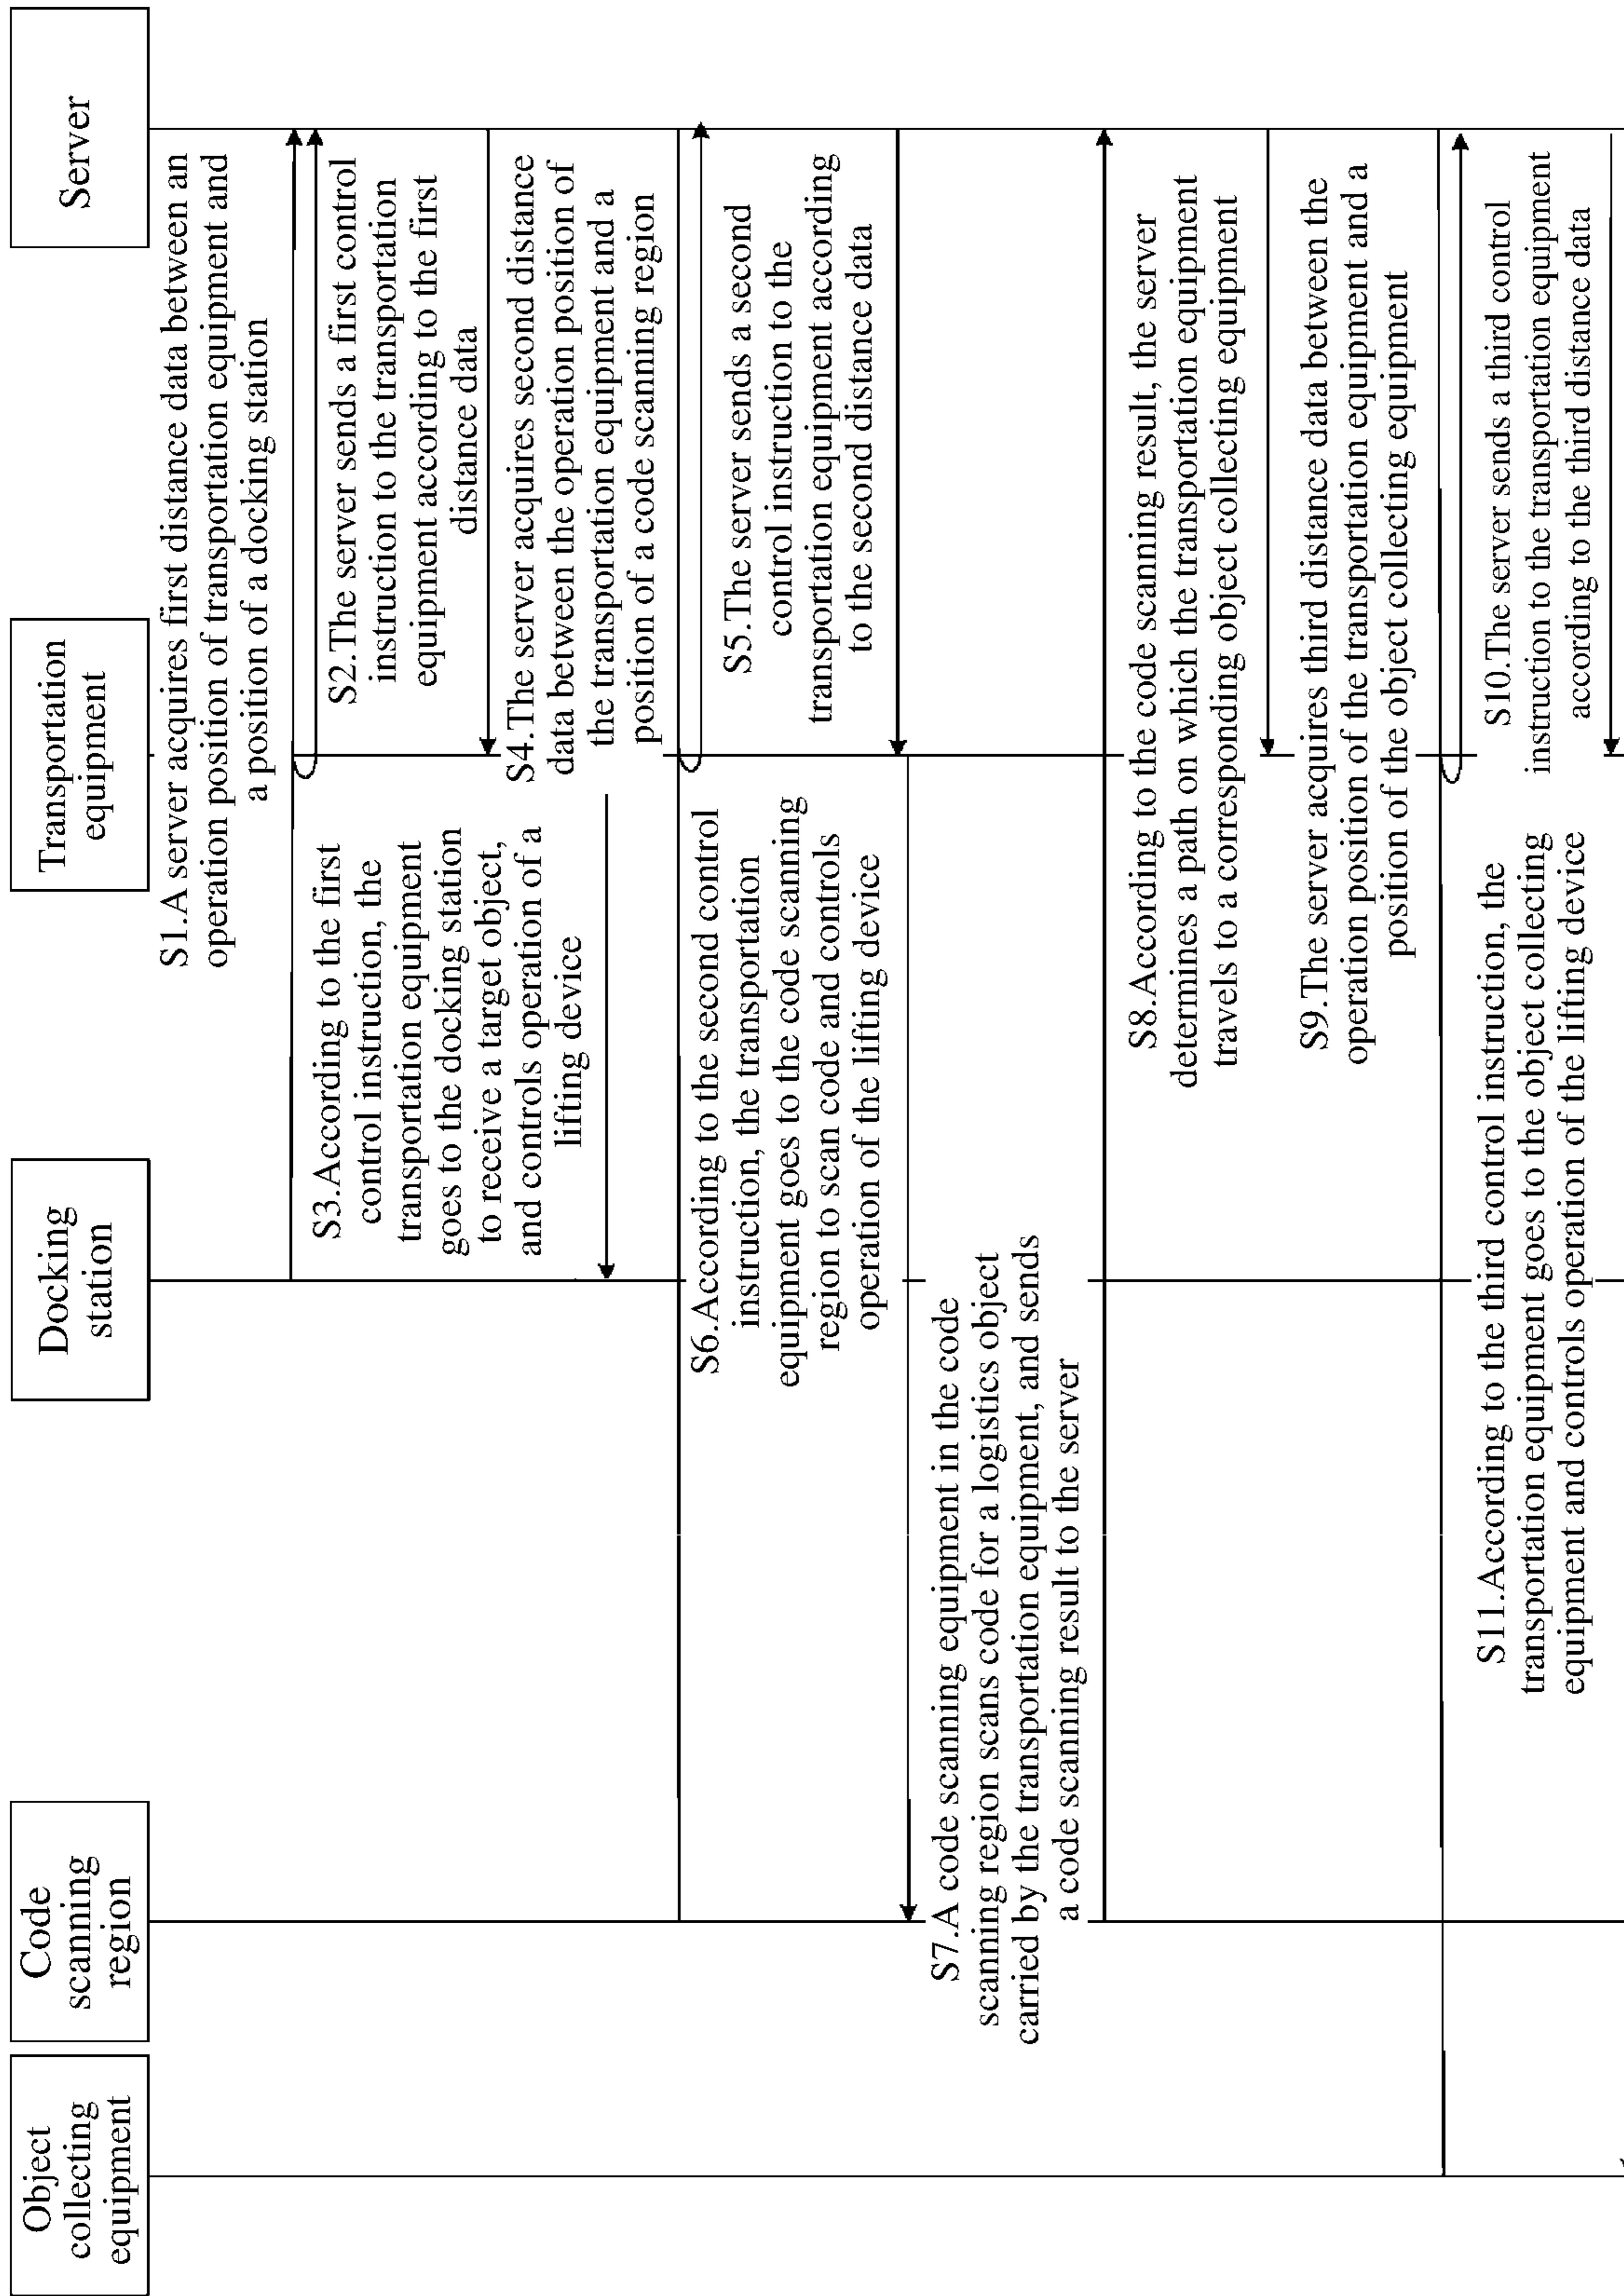 Object
collecting
equipment
Code
scanning
region
Docking
station
Transportation
equipment
Server
S1.A server acquires first distance data between an
operation position of transportation equipment and
a position of a docking station
S2.The server sends a first control
instruction to the transportation
equipment according to the first
distance data
S3.According to the first
control instruction, the
transportation equipment
goes to the docking station
to receive a target object,
and controls operation of a
lifting device
S4.The server acquires second distance
data between the operation position of
the transportation equipment and a
position of a code scanning region
S5.The server sends a second
control instruction to the
transportation equipment according
to the second distance data
S6.According to the second control
instruction, the transportation
equipment goes to the code scanning
region to scan code and controls
operation of the lifting device
S7.A code scanning equipment in the code
scanning region scans code for a logistics object
carried by the transportation equipment, and sends
a code scanning result to the server
S8.According to the code scanning result, the server
determines a path on which the transportation equipment
travels to a corresponding object collecting equipment
S9.The server acquires third distance data between the
operation position of the transportation equipment and a
position of the object collecting equipment
S10.The server sends a third control
instruction to the transportation equipment
according to the third distance data
S11.According to the third control instruction, the
transportation equipment goes to the object collecting
equipment and controls operation of the lifting device